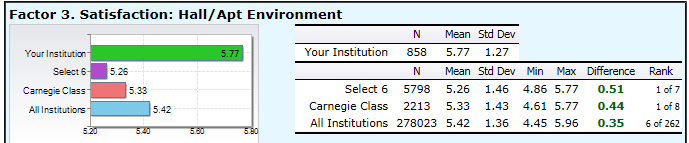 Factor 3. Satisfaction: Hall/Apt Environment
Your Institution 5.77
Select 6 5.26
Carnegie Class 5.33
All Institutions 5.42
5.20 5.40 5.60 5.80
N Mean Std Dev
Your Institution 858 5.77 1.27
N Mean Std Dev Min Max Difference Rank
Select 6 5798 5.26 1.46 4.86 5.77 0.51 1 of 7
Carnegie Class 2213 5.33 1.43 4.61 5.77 0.44 1 of 8
All Institutions 278023 5.42 1.36 4.45 5.96 0.35 6 of 262